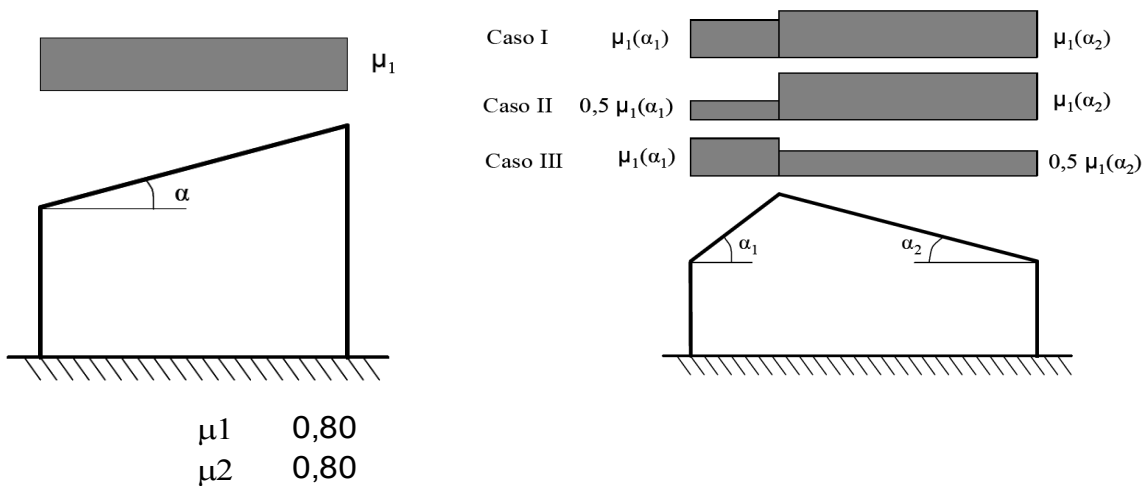 μ₁
α
μ1 0,80
μ2 0,80
Caso I μ₁(α₁) μ₁(α₂)
Caso II 0,5 μ₁(α₁) μ₁(α₂)
Caso III μ₁(α₁) 0,5 μ₁(α₂)
α₁ α₂